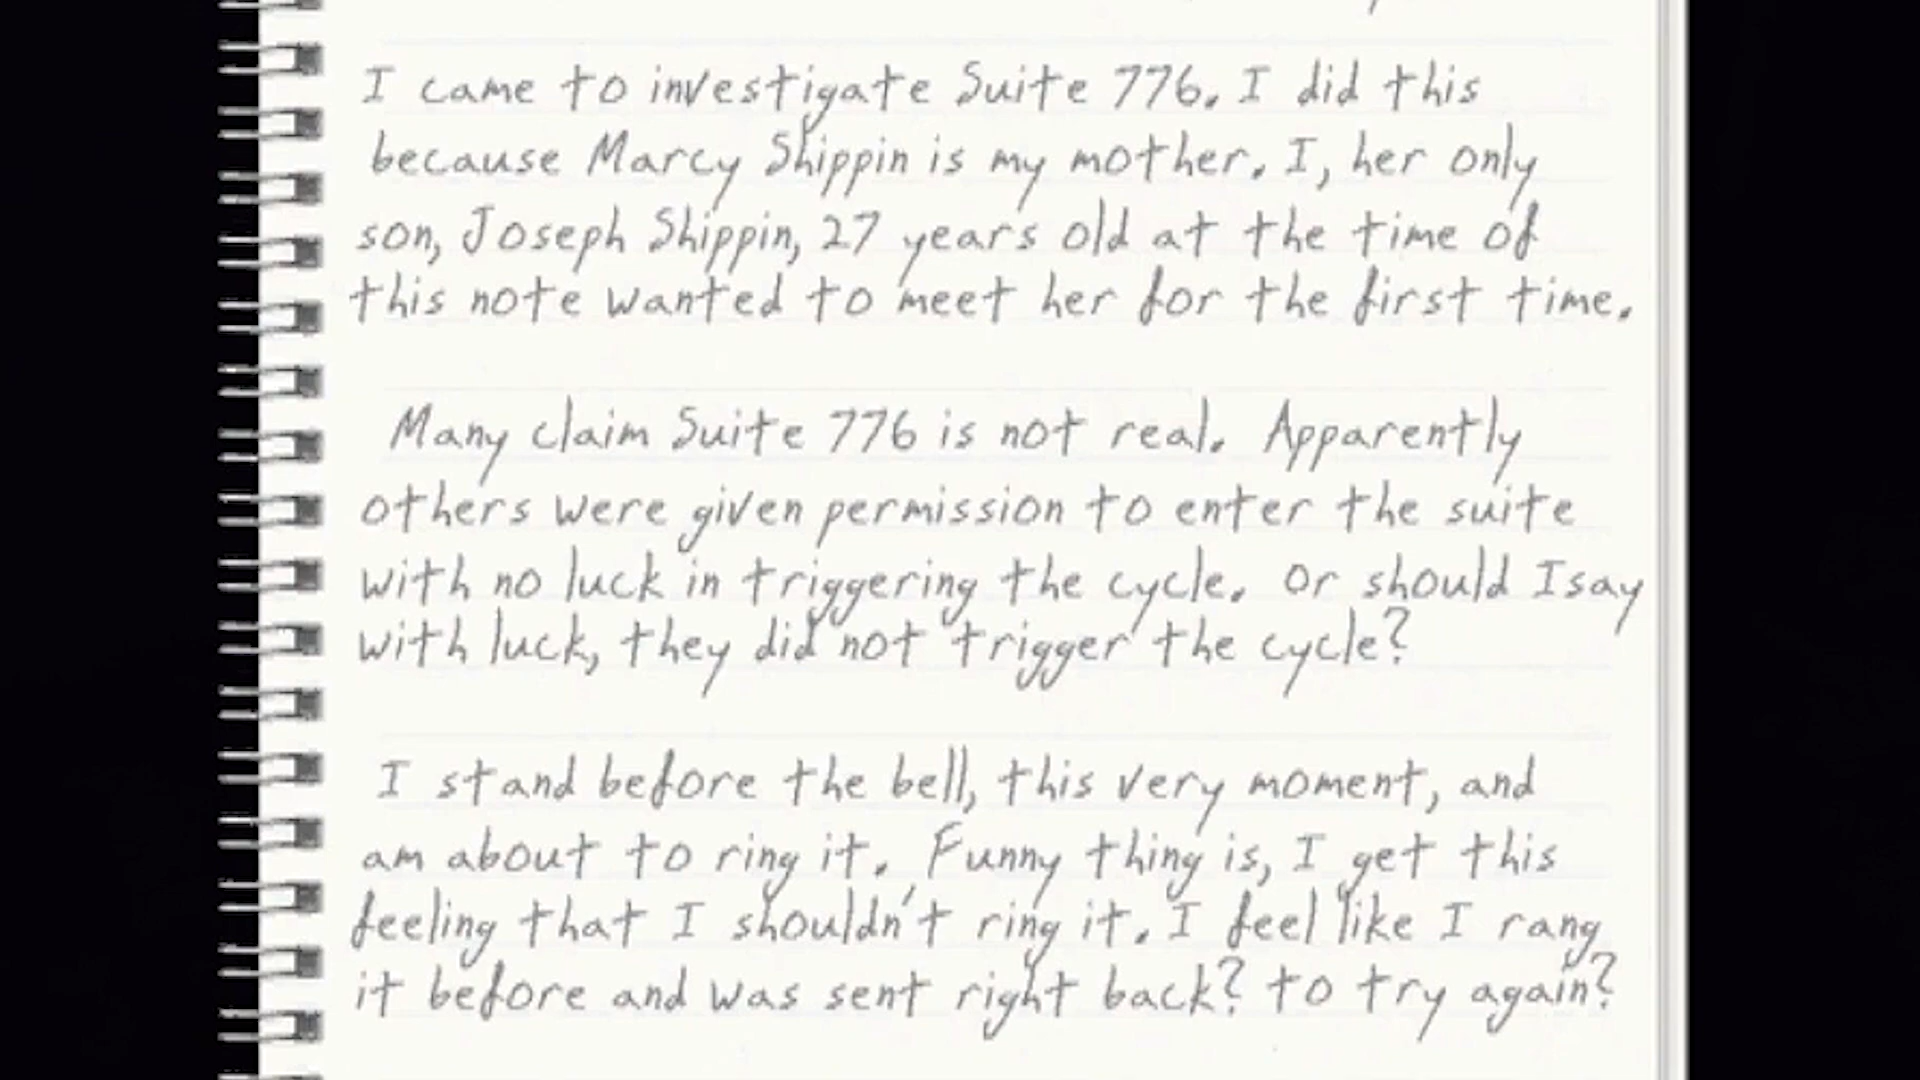 I came to investigate Suite 776. I did this
because Marcy Shippin is my mother. I, her only
son, Joseph Shippin, 27 years old at the time of
this note wanted to meet her for the first time.
Many claim Suite 776 is not real. Apparently
others were given permission to enter the suite
with no luck in triggering the cycle. Or should I say
with luck, they did not trigger the cycle?
I stand before the bell, this very moment, and
am about to ring it. Funny thing is, I get this
feeling that I shouldn't ring it. I feel like I rang
it before and was sent right back? to try again?